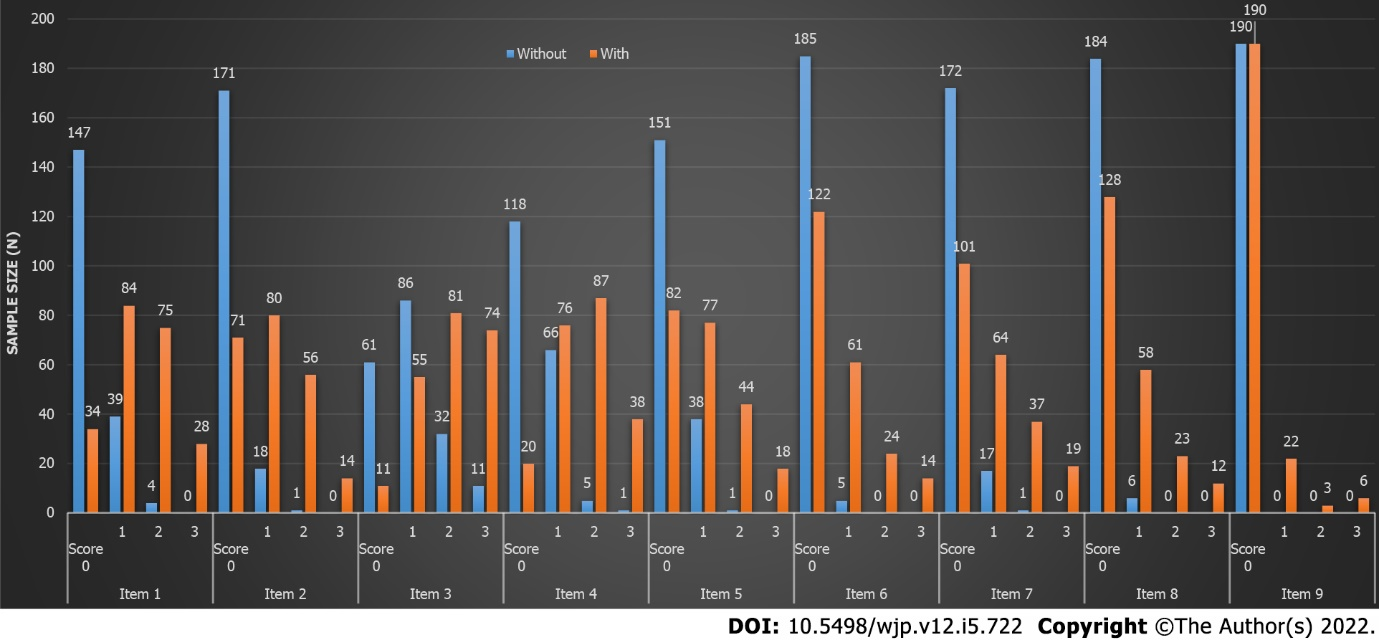 200
180
160
140
120
100
80
60
40
20
0
SAMPLE SIZE (N)
Without With
147 34 39 84 4 75 0 28
171 71 18 80 1 56 0 14
61 11 86 55 32 81 11 74
118 20 66 76 5 87 1 38
151 82 38 77 1 44 0 18
185 122 5 61 0 24 0 14
172 101 17 64 1 37 0 19
184 128 6 58 0 23 0 12
190 190 0 22 0 3 0 6
Score 0 1 2 3
Score 0 1 2 3
Score 0 1 2 3
Score 0 1 2 3
Score 0 1 2 3
Score 0 1 2 3
Score 0 1 2 3
Score 0 1 2 3
Score 0 1 2 3
Item 1 Item 2 Item 3 Item 4 Item 5 Item 6 Item 7 Item 8 Item 9
DOI: 10.5498/wjp.v12.i5.722 Copyright ©The Author(s) 2022.